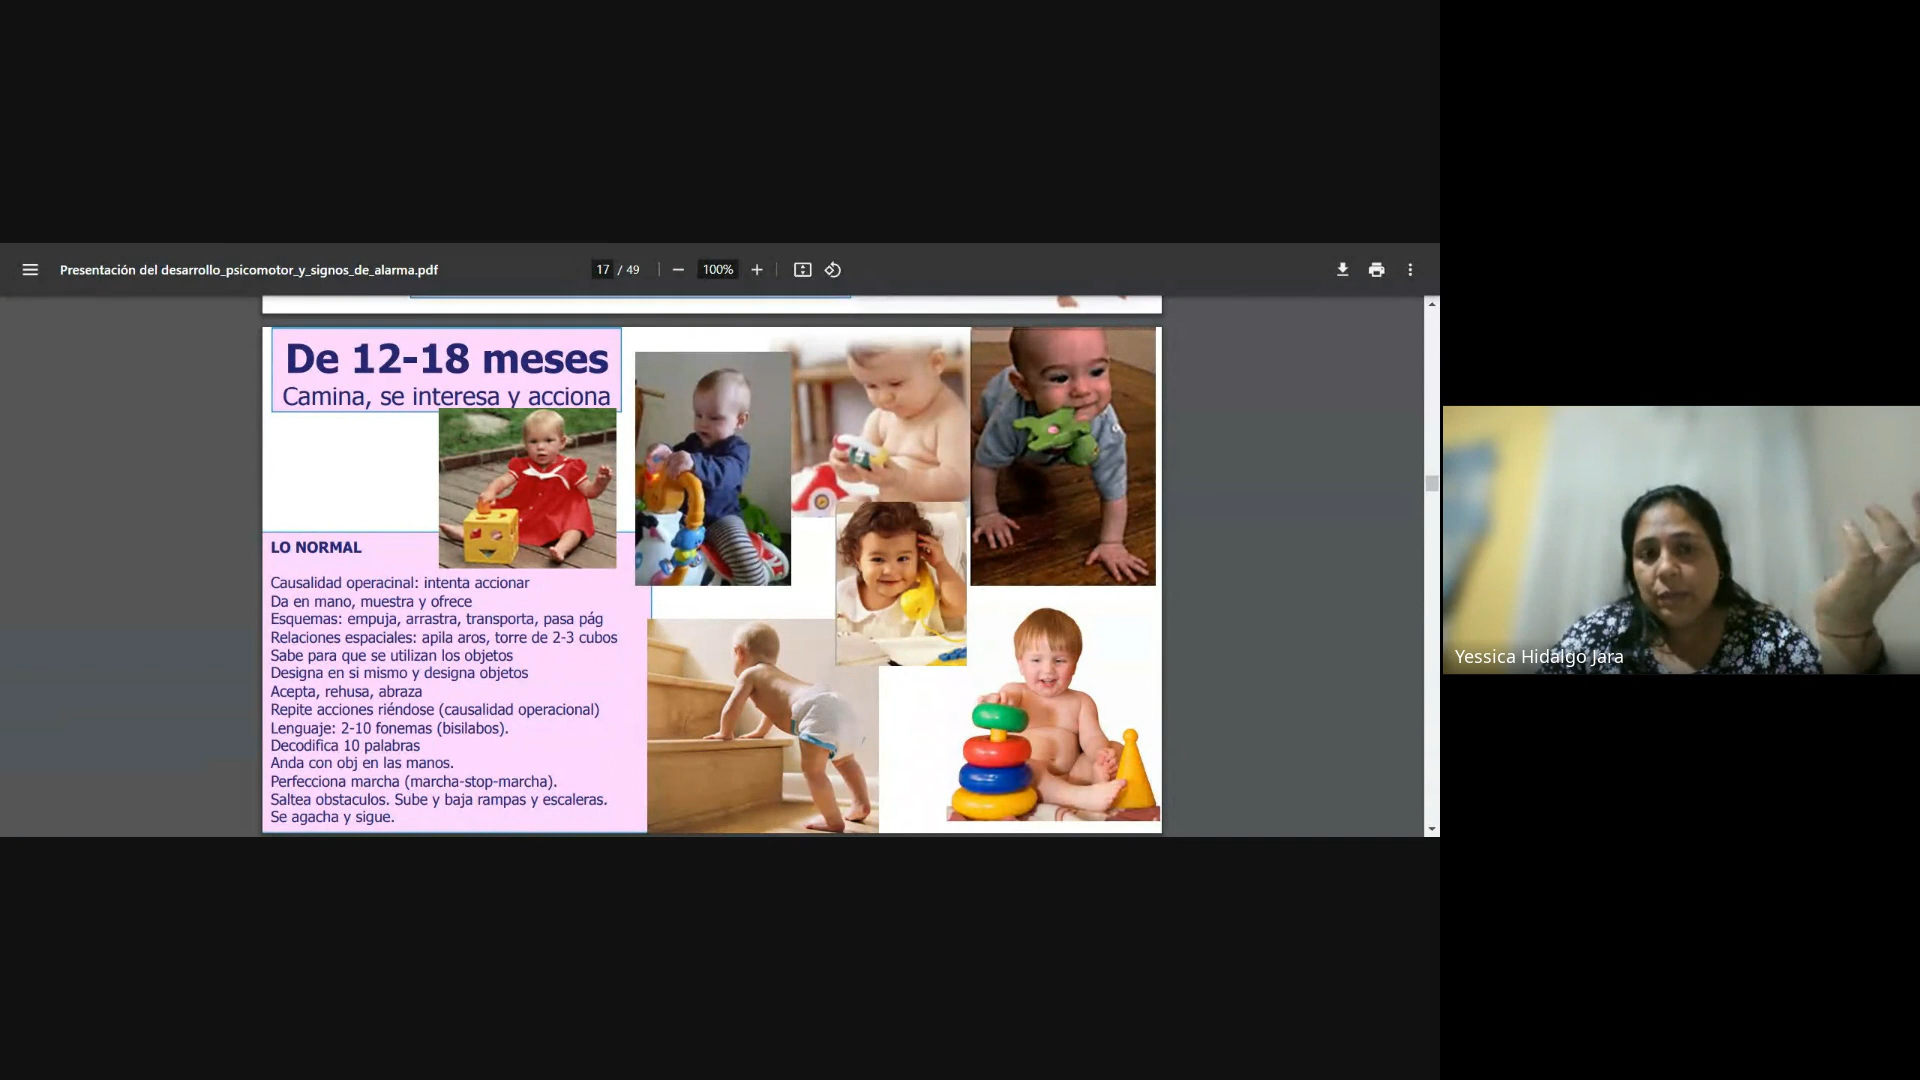 Presentación del desarrollo_psicomotor_y_signos_de_alarma.pdf
17 / 49
100%
De 12-18 meses
Camina, se interesa y acciona
LO NORMAL
Causalidad operacinal: intenta accionar
Da en mano, muestra y ofrece
Esquemas: empuja, arrastra, transporta, pasa pág
Relaciones espaciales: apila aros, torre de 2-3 cubos
Sabe para que se utilizan los objetos
Designa en si mismo y designa objetos
Acepta, rehusa, abraza
Repite acciones riéndose (causalidad operacional)
Lenguaje: 2-10 fonemas (bisilabos).
Decodifica 10 palabras
Anda con obj en las manos.
Perfecciona marcha (marcha-stop-marcha).
Saltea obstaculos. Sube y baja rampas y escaleras.
Se agacha y sigue.
Yessica Hidalgo Jara